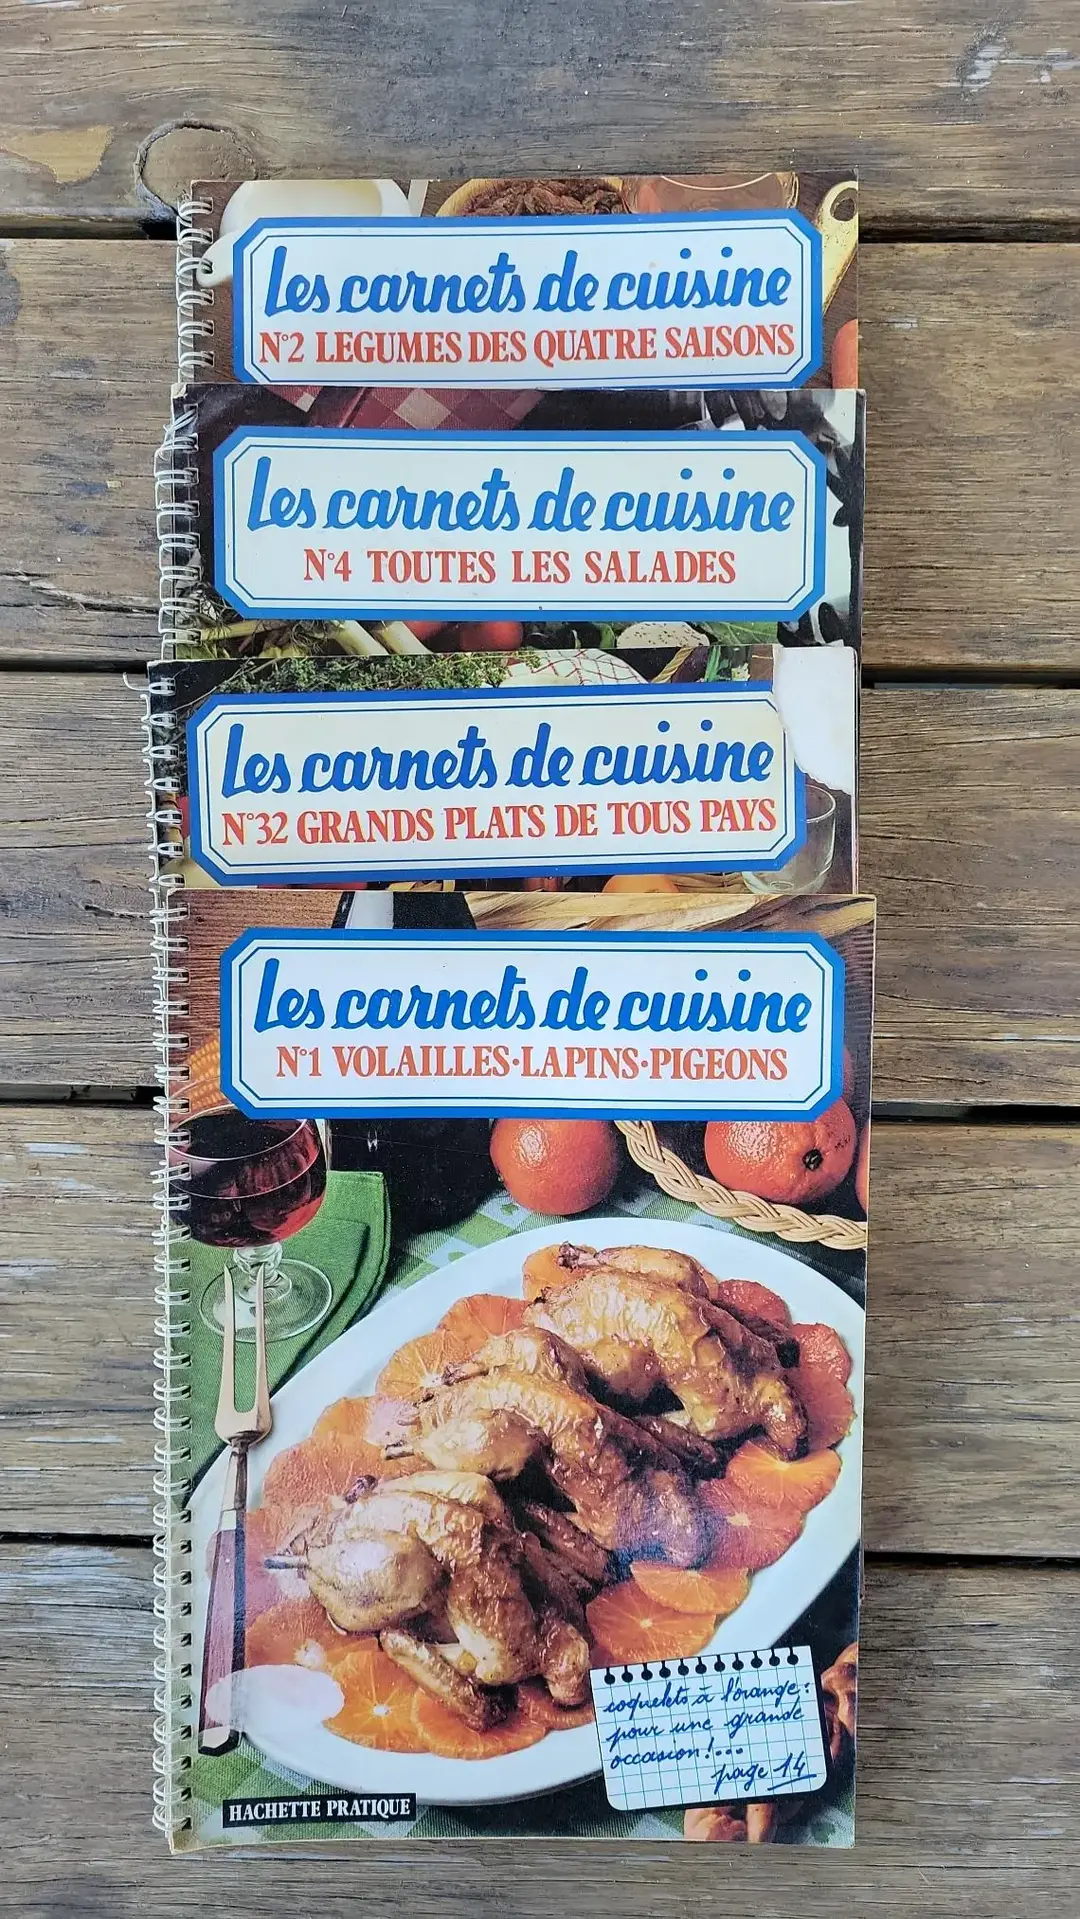 Les carnets de cuisine
N°2 LEGUMES DES QUATRE SAISONS
Les carnets de cuisine
N°4 TOUTES LES SALADES
Les carnets de cuisine
N°32 GRANDS PLATS DE TOUS PAYS
Les carnets de cuisine
N°1 VOLAILLES·LAPINS·PIGEONS
coquelets à l'orange:
pour une grande
occasion!...
page 14
HACHETTE PRATIQUE